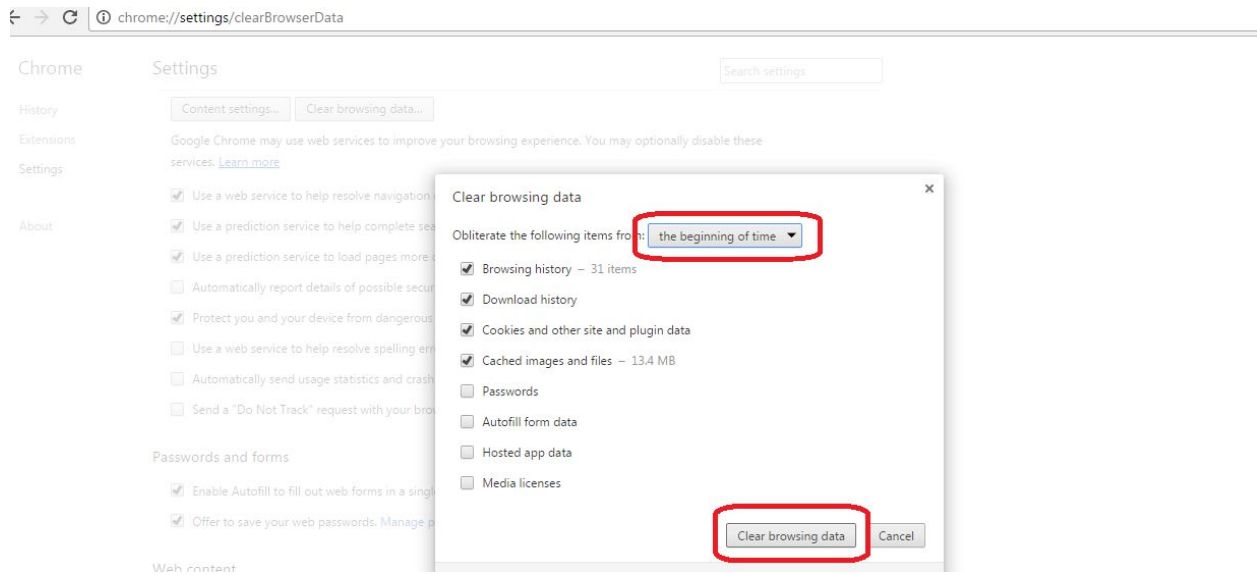 chrome://settings/clearBrowserData
Chrome
Settings
Search settings
History
Extensions
Settings
About
Content settings... Clear browsing data...
Google Chrome may use web services to improve your browsing experience. You may optionally disable these
services. Learn more
Use a web service to help resolve navigation
Use a prediction service to help complete sea
Use a prediction service to load pages more
Automatically report details of possible secur
Protect you and your device from dangerous
Use a web service to help resolve spelling err
Automatically send usage statistics and crash
Send a "Do Not Track" request with your brow
Passwords and forms
Enable Autofill to fill out web forms in a singl
Offer to save your web passwords. Manage p
Web content
Clear browsing data
Obliterate the following items from: the beginning of time
Browsing history – 31 items
Download history
Cookies and other site and plugin data
Cached images and files – 13.4 MB
Passwords
Autofill form data
Hosted app data
Media licenses
Clear browsing data Cancel